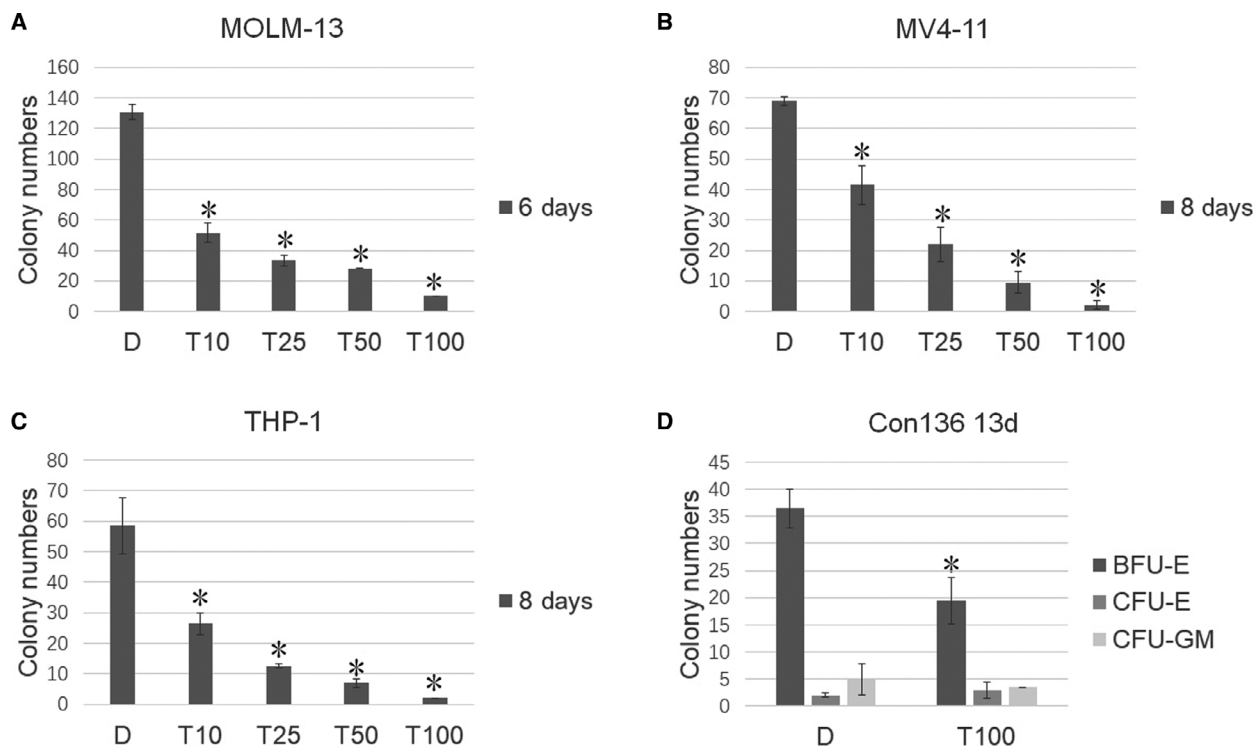 A
MOLM-13
Colony numbers
160
140
120
100
80
60
40
20
0
*
*
*
*
D T10 T25 T50 T100
6 days
B
MV4-11
Colony numbers
80
70
60
50
40
30
20
10
0
*
*
*
*
D T10 T25 T50 T100
8 days
C
THP-1
Colony numbers
80
70
60
50
40
30
20
10
0
*
*
*
*
D T10 T25 T50 T100
8 days
D
Con136 13d
Colony numbers
45
40
35
30
25
20
15
10
5
0
*
D T100
BFU-E
CFU-E
CFU-GM